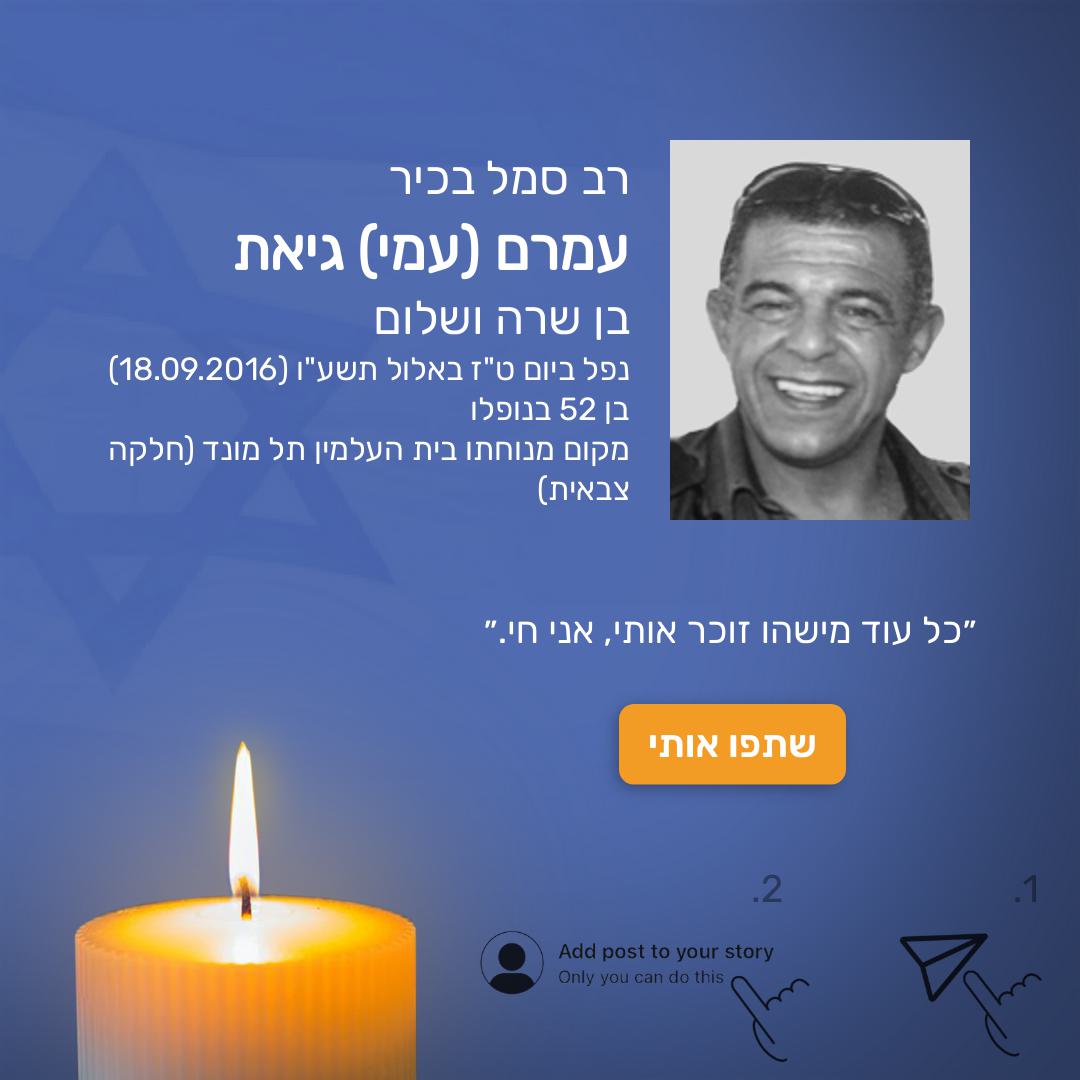 רב סמל בכיר
עמרם (עמי) גיאת
בן שרה ושלום
נפל ביום ט"ז באלול תשע"ו (18.09.2016)
בן 52 בנופלו
מקום מנוחתו בית העלמין תל מונד (חלקה
צבאית)
״כל עוד מישהו זוכר אותי, אני חי.״
שתפו אותי
.1
.2
Add post to your story
Only you can do this